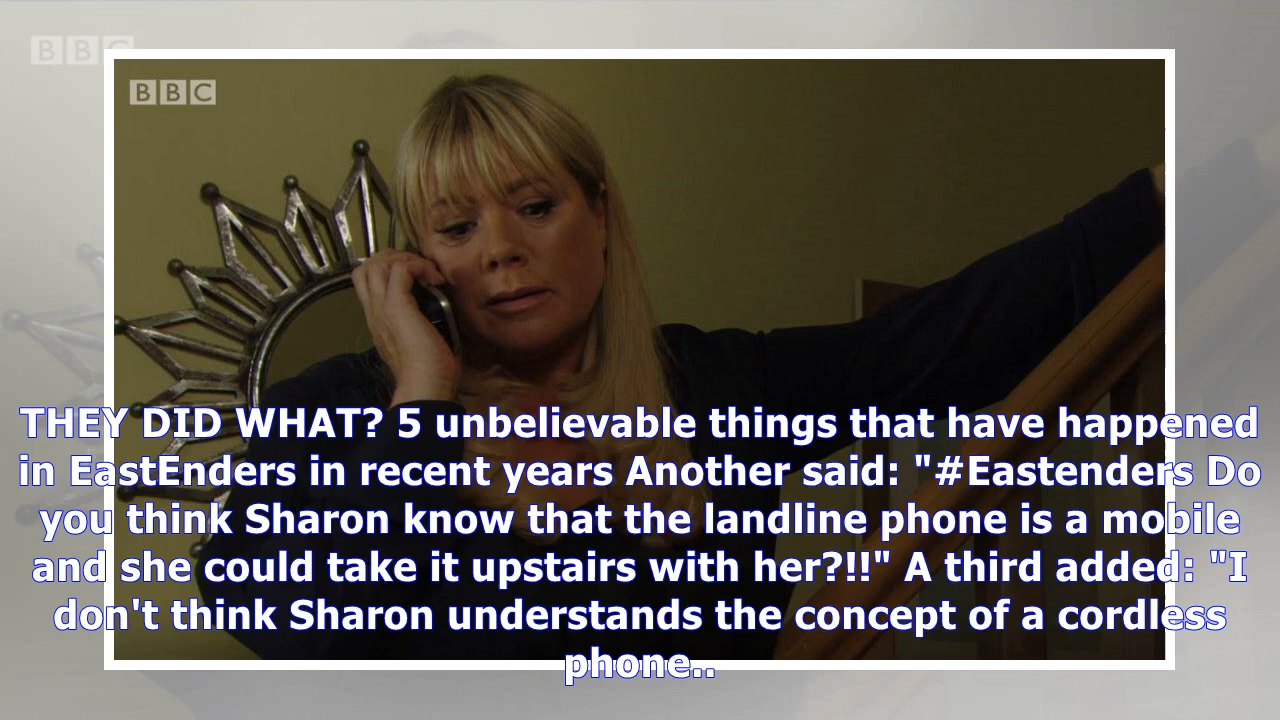 BBC
BBC
THEY DID WHAT? 5 unbelievable things that have happened
in EastEnders in recent years Another said: "#Eastenders Do
you think Sharon know that the landline phone is a mobile
and she could take it upstairs with her?!!" A third added: "I
don't think Sharon understands the concept of a cordless
phone..